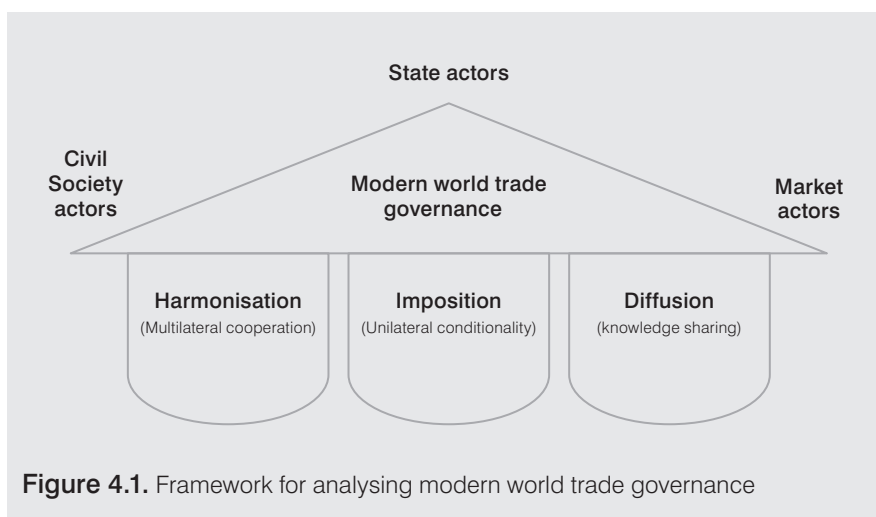 State actors
Civil
Society
actors
Modern world trade
governance
Market
actors
Harmonisation
(Multilateral cooperation)
Imposition
(Unilateral conditionality)
Diffusion
(knowledge sharing)
Figure 4.1. Framework for analysing modern world trade governance